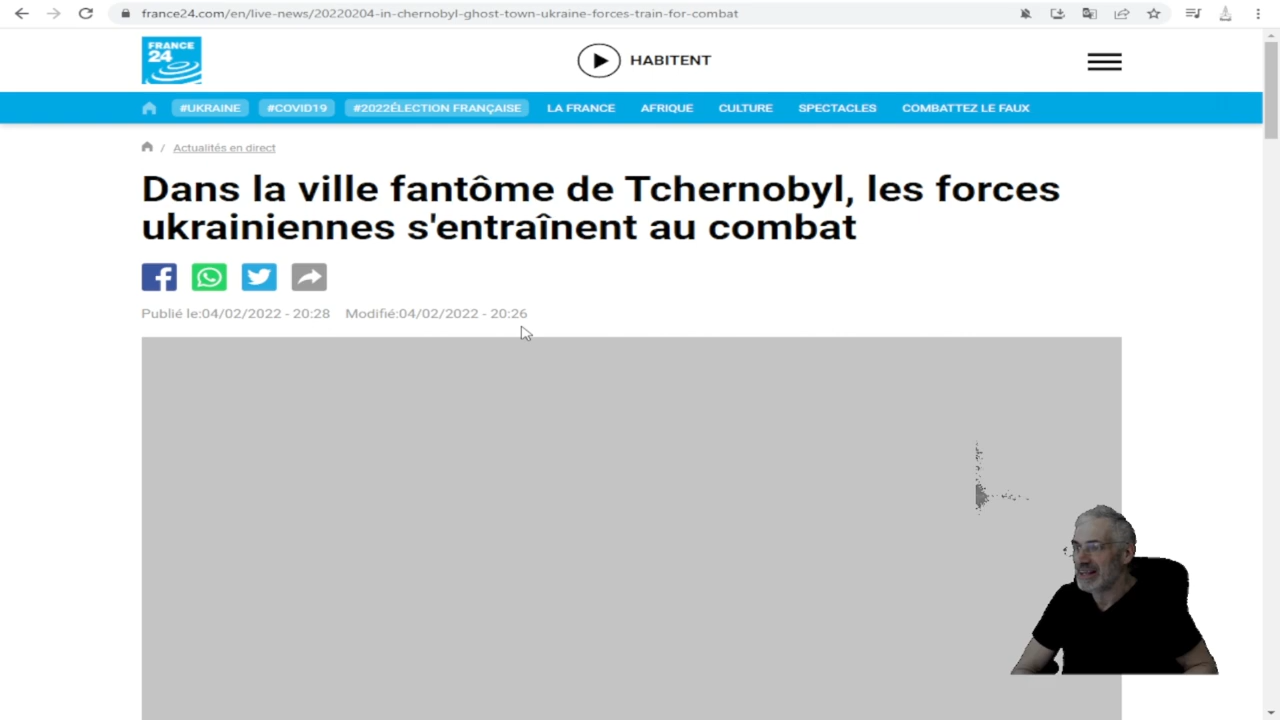 france24.com/en/live-news/20220204-in-chernobyl-ghost-town-ukraine-forces-train-for-combat
FRANCE
24
HABITENT
#UKRAINE #COVID19 #2022ÉLECTION FRANÇAISE LA FRANCE AFRIQUE CULTURE SPECTACLES COMBATTEZ LE FAUX
/ Actualités en direct
Dans la ville fantôme de Tchernobyl, les forces
ukrainiennes s'entraînent au combat
Publié le:04/02/2022 - 20:28 Modifié:04/02/2022 - 20:26